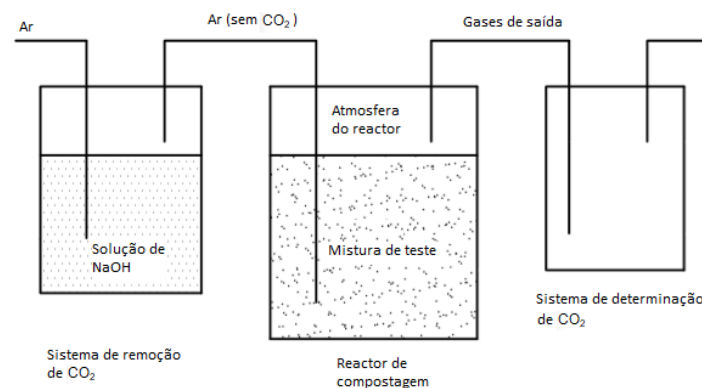 Ar
Ar (sem CO₂ )
Gases de saída
Atmosfera
do reactor
Solução de
NaOH
Mistura de teste
Sistema de determinação
de CO₂
Sistema de remoção
de CO₂
Reactor de
compostagem